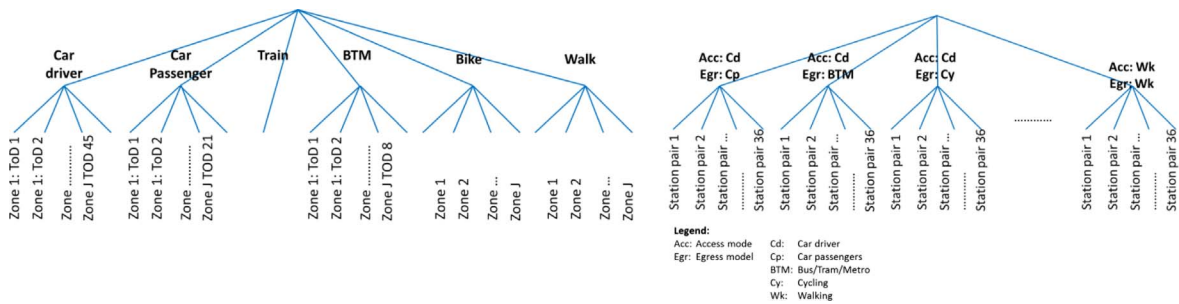 Car
driver
Car
Passenger
Train
BTM
Bike
Walk
Zone 1: ToD 1
Zone 1: ToD 2
Zone ..........
Zone J TOD 45
Zone 1: ToD 1
Zone 1: ToD 2
Zone ..........
Zone J TOD 21
Zone 1: ToD 1
Zone 1: ToD 2
Zone ..........
Zone J TOD 8
Zone 1
Zone 2
Zone ...
Zone J
Zone 1
Zone 2
Zone ...
Zone J
Acc: Cd
Egr: Cp
Acc: Cd
Egr: BTM
Acc: Cd
Egr: Cy
Acc: Wk
Egr: Wk
Station pair 1
Station pair 2
Station pair ...
..........
Station pair 36
Station pair 1
Station pair 2
Station pair ...
..........
Station pair 36
Station pair 1
Station pair 2
Station pair ...
..........
Station pair 36
.............
Station pair 1
Station pair 2
Station pair ...
..........
Station pair 36
Legend:
Acc: Access mode
Egr: Egress model
Cd: Car driver
Cp: Car passengers
BTM: Bus/Tram/Metro
Cy: Cycling
Wk: Walking